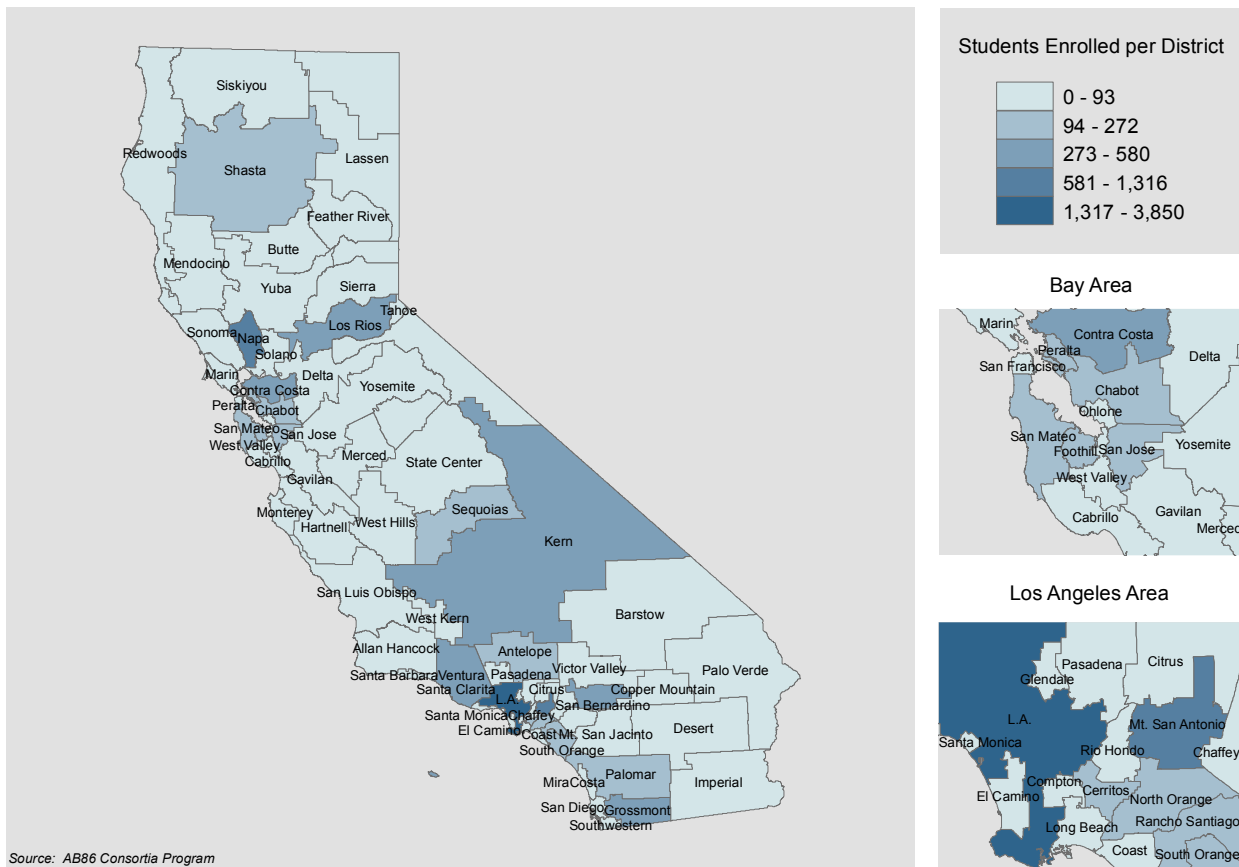 Siskiyou
Redwoods
Shasta
Lassen
Feather River
Butte
Mendocino
Yuba
Sierra
Tahoe
Los Rios
Sonoma
Napa
Solano
Marin
Delta
Contra Costa
Yosemite
Peralta
Chabot
San Mateo
San Jose
West Valley
Cabrillo
Merced
State Center
Gavilan
Monterey
Hartnell
West Hills
Sequoias
Kern
San Luis Obispo
West Kern
Barstow
Allan Hancock
Antelope
Santa Barbara
Ventura
Pasadena
Victor Valley
Palo Verde
Santa Clarita
L.A.
Citrus
Copper Mountain
San Bernardino
Santa Monica
Chaffey
El Camino
Coast
Mt. San Jacinto
Desert
South Orange
MiraCosta
Palomar
Imperial
San Diego
Grossmont
Southwestern
Source: AB86 Consortia Program
Students Enrolled per District
0 - 93
94 - 272
273 - 580
581 - 1,316
1,317 - 3,850
Bay Area
Marin
Contra Costa
Peralta
San Francisco
Delta
Chabot
Ohlone
San Mateo
Foothill
San Jose
Yosemite
West Valley
Cabrillo
Gavilan
Merced
Los Angeles Area
Pasadena
Citrus
Glendale
L.A.
Mt. San Antonio
Santa Monica
Rio Hondo
Chaffey
Compton
El Camino
Cerritos
North Orange
Long Beach
Rancho Santiago
Coast
South Orange